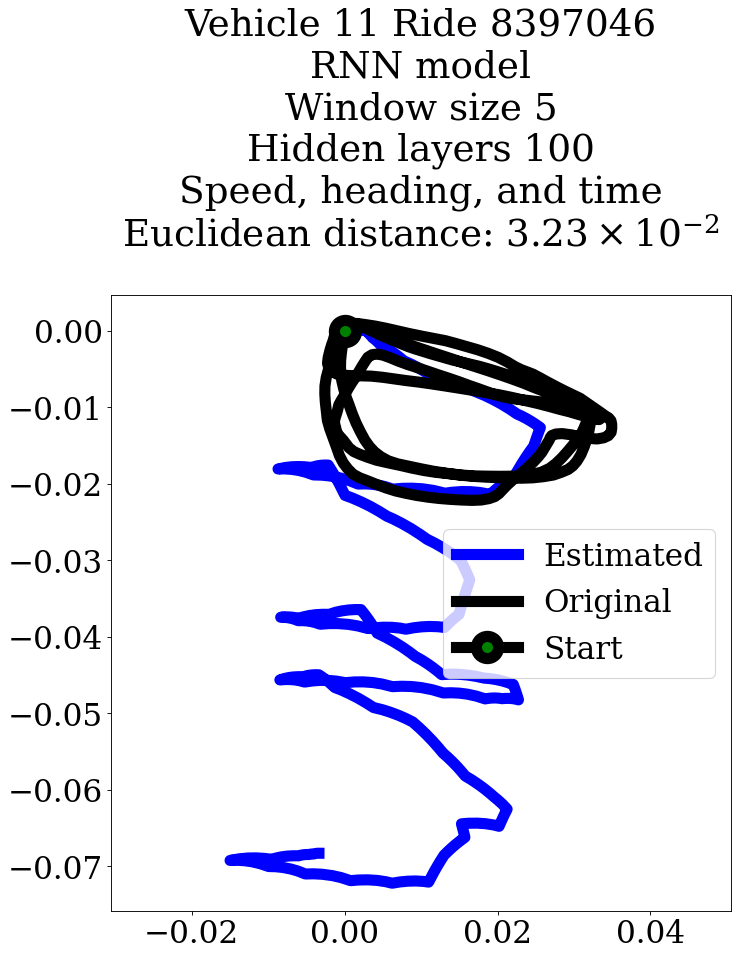 Vehicle 11 Ride 8397046
RNN model
Window size 5
Hidden layers 100
Speed, heading, and time
Euclidean distance: 3.23 × 10⁻²
0.00
−0.01
−0.02
−0.03
−0.04
−0.05
−0.06
−0.07
Estimated
Original
Start
−0.02 0.00 0.02 0.04